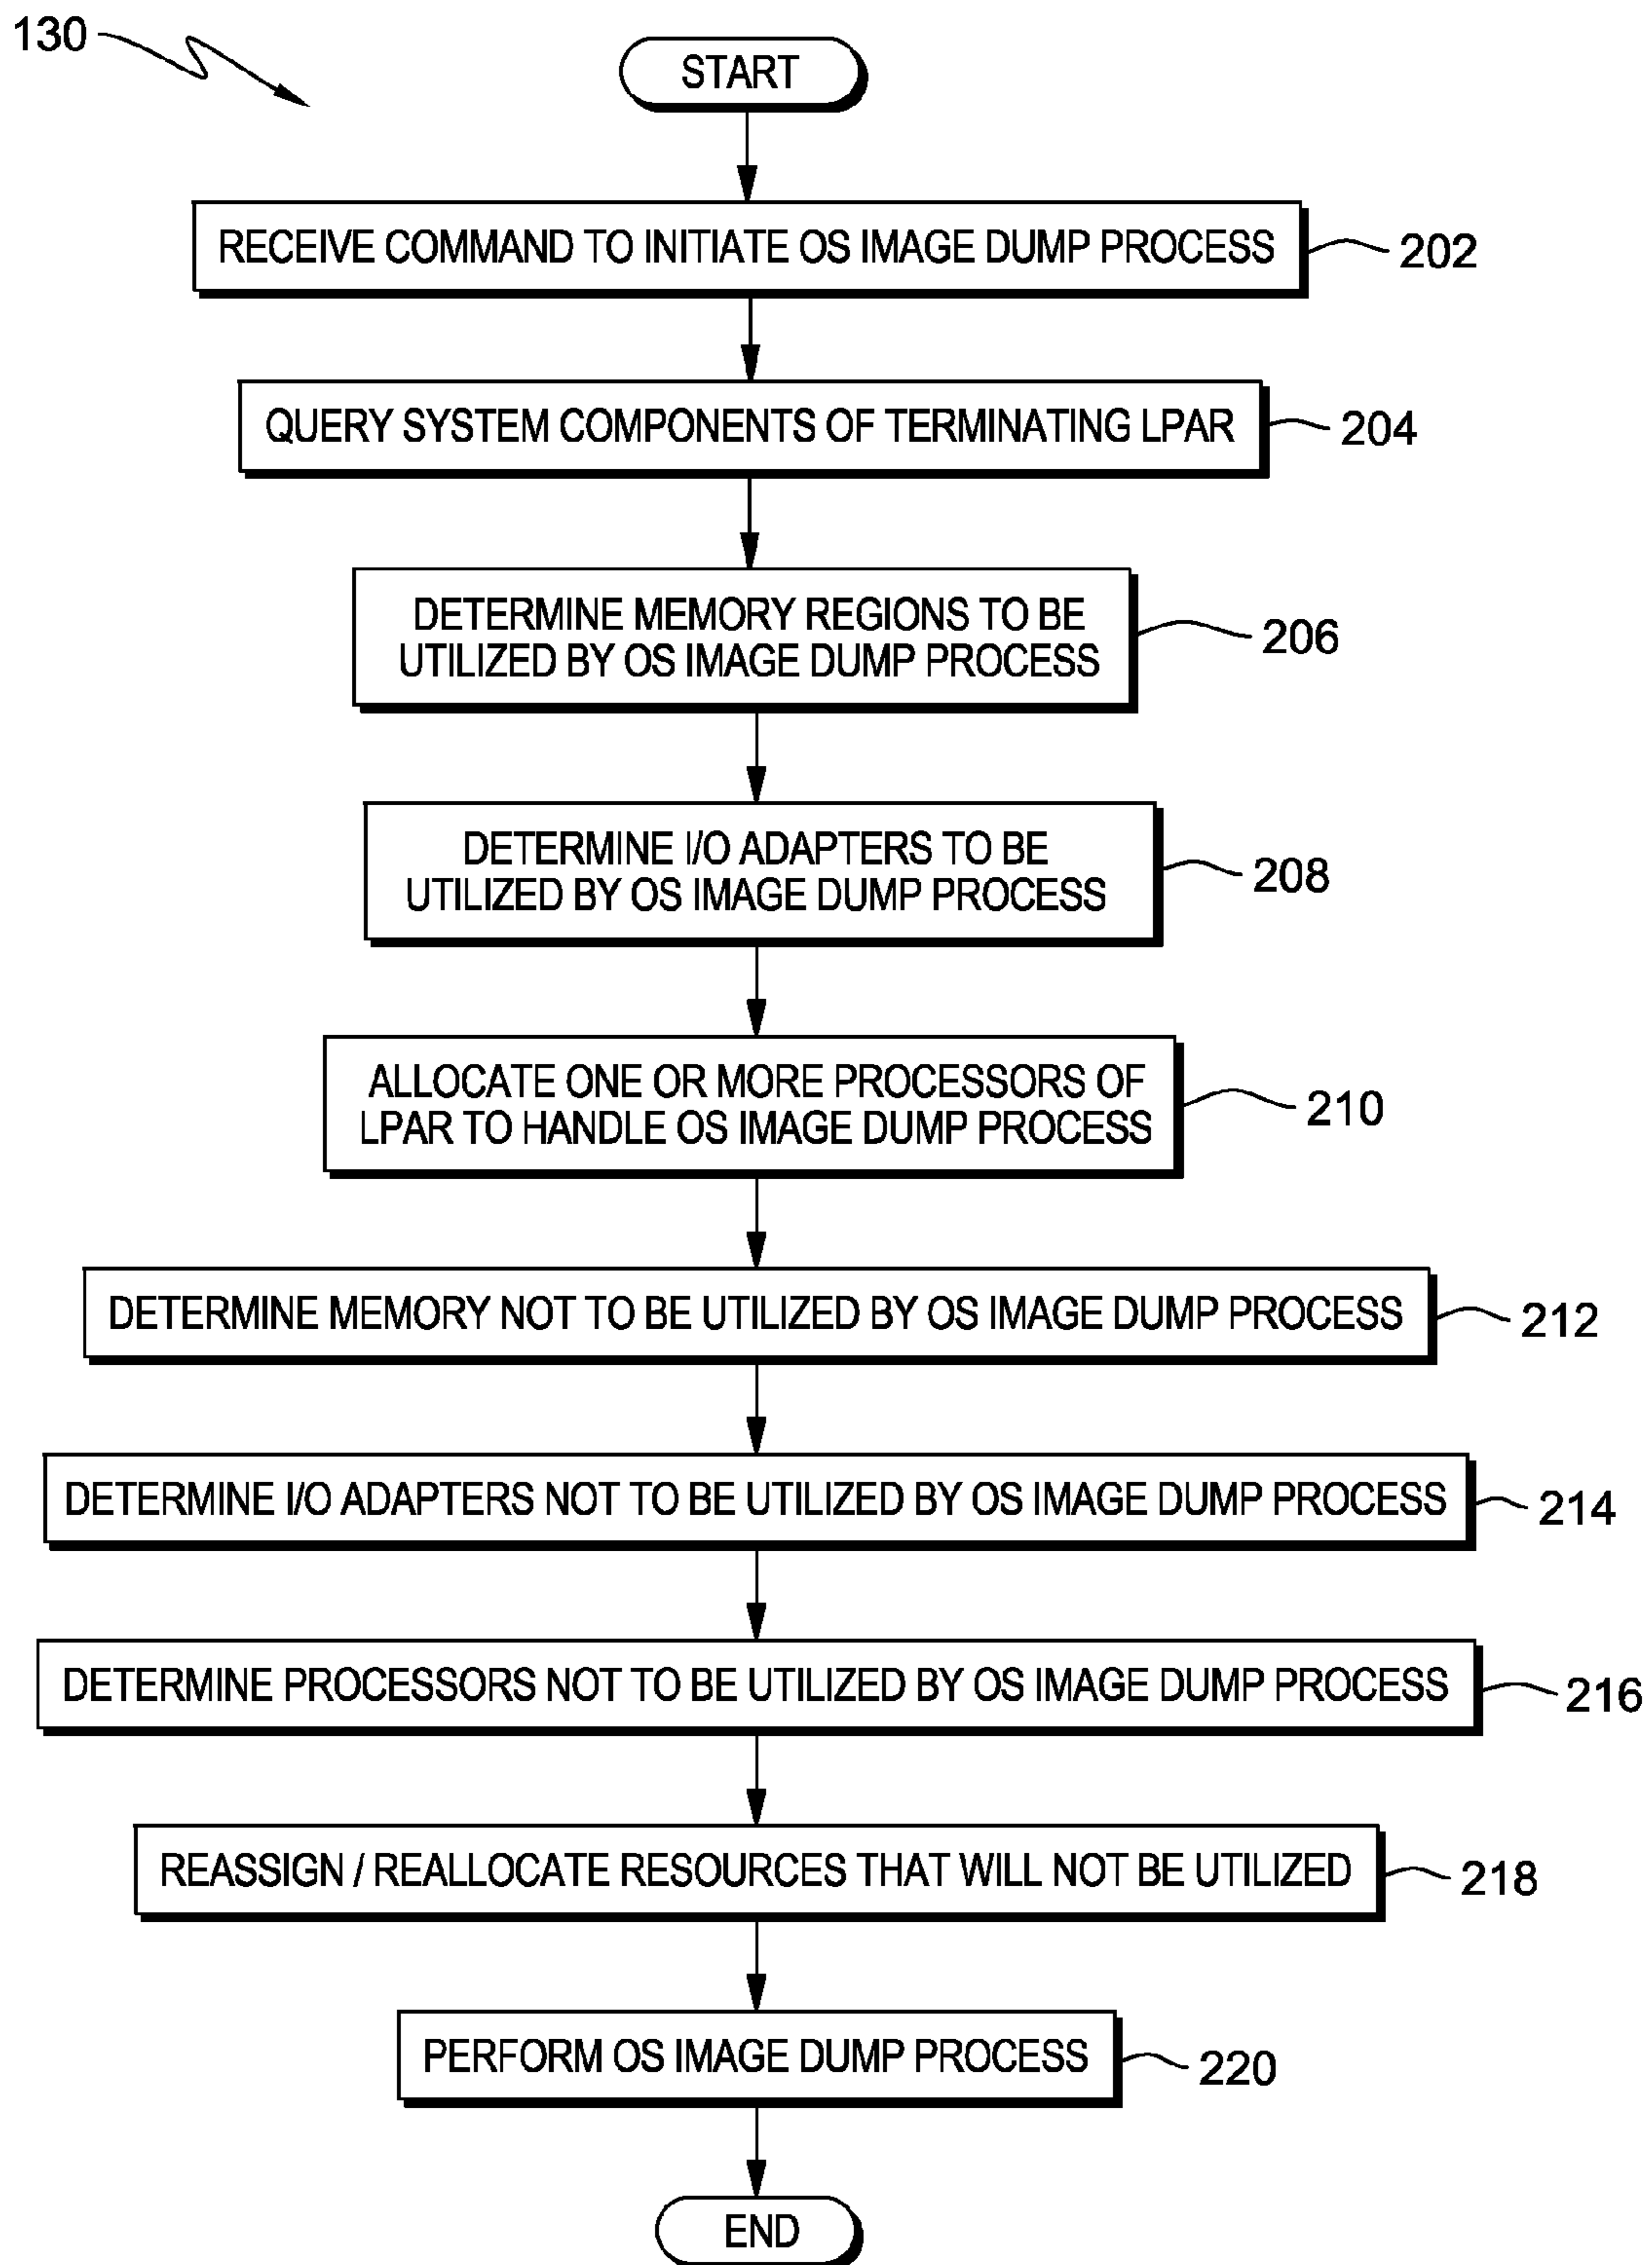 130
START
RECEIVE COMMAND TO INITIATE OS IMAGE DUMP PROCESS
202
QUERY SYSTEM COMPONENTS OF TERMINATING LPAR
204
DETERMINE MEMORY REGIONS TO BE
UTILIZED BY OS IMAGE DUMP PROCESS
206
DETERMINE I/O ADAPTERS TO BE
UTILIZED BY OS IMAGE DUMP PROCESS
208
ALLOCATE ONE OR MORE PROCESSORS OF
LPAR TO HANDLE OS IMAGE DUMP PROCESS
210
DETERMINE MEMORY NOT TO BE UTILIZED BY OS IMAGE DUMP PROCESS
212
DETERMINE I/O ADAPTERS NOT TO BE UTILIZED BY OS IMAGE DUMP PROCESS
214
DETERMINE PROCESSORS NOT TO BE UTILIZED BY OS IMAGE DUMP PROCESS
216
REASSIGN / REALLOCATE RESOURCES THAT WILL NOT BE UTILIZED
218
PERFORM OS IMAGE DUMP PROCESS
220
END